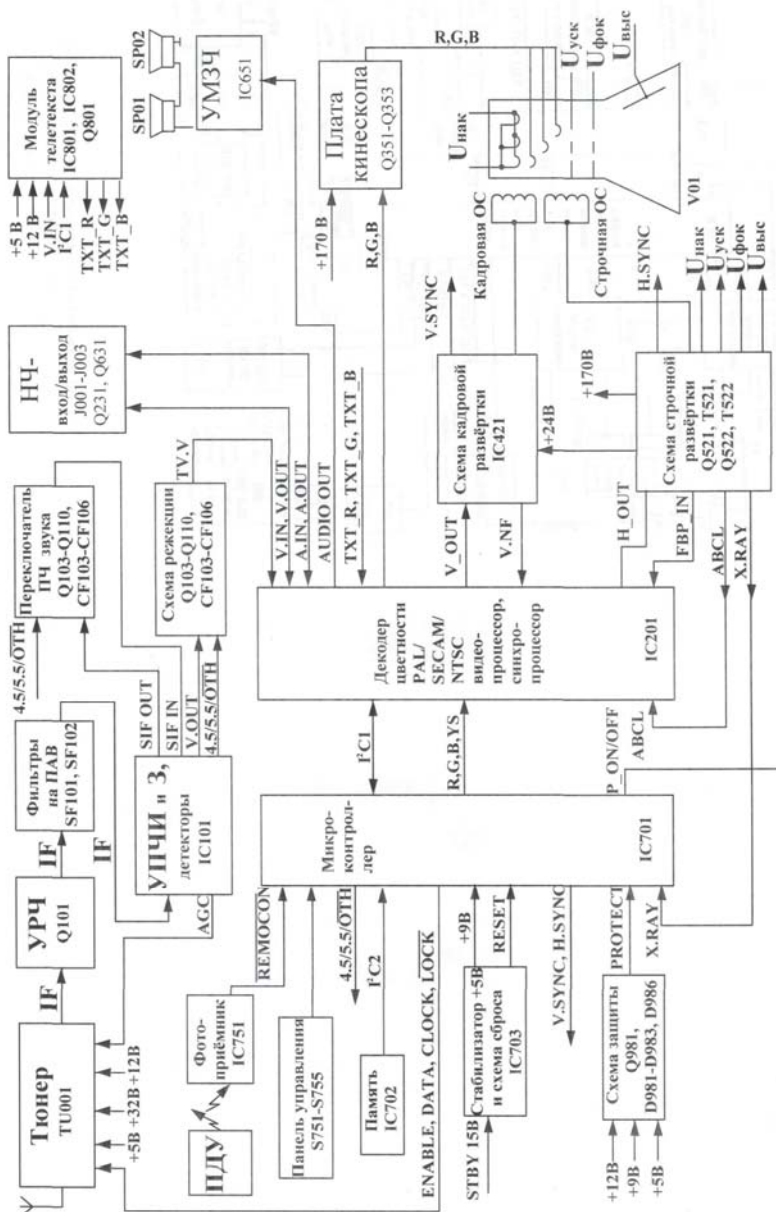 Тюнер
TU001
+5В +32В +12В
IF
УРЧ
Q101
IF
IF
Фильтры
на ПАВ
SF101, SF102
УПЧИ и З,
детекторы
IC101
AGC
SIF OUT
SIF IN
V.OUT
4.5/5.5/OTH
4.5/5.5/OTH
Переключатель
ПЧ звука
Q103-Q110,
CF103-CF106
Схема режекции
Q103-Q110,
CF103-CF106
TV.V
НЧ-
вход/выход
J001-J003
Q231, Q631
V.IN, V.OUT
A.IN, A.OUT
AUDIO OUT
TXT_R, TXT_G, TXT_B
+5 В
+12 В
V.IN
I²C1
TXT_R
TXT_G
TXT_B
Модуль
телетекста
IC801, IC802,
Q801
SP01
SP02
УМЗЧ
IC651
ПДУ
Фото-
приёмник
IC751
REMOCON
Панель управления
S751-S755
4.5/5.5/OTH
Память
IC702
I²C2
ENABLE, DATA, CLOCK, LOCK
STBY 15В
Стабилизатор +5В
и схема сброса
IC703
+9В
RESET
V.SYNC, H.SYNC
+12В
+9В
+5В
Схема защиты
Q981,
D981-D983, D986
PROTECT
X.RAY
Микро-
контрол-
лер
IC701
I²C1
R,G,B,YS
P_ON/OFF
ABCL
Декодер
цветности
PAL/
SECAM/
NTSC
видео-
процессор,
синхро-
процессор
IC201
R,G,B
+170 В
Плата
кинескопа
Q351-Q353
R,G,B
V_OUT
V.NF
Схема кадровой
развёртки
IC421
V.SYNC
+24В
H_OUT
FBP_IN
ABCL
X.RAY
Схема строчной
развёртки
Q521, T521,
Q522, T522
+170В
H.SYNC
Uнак
Uуск
Uфок
Uвыс
Кадровая ОС
Строчная ОС
Uнак
Uуск
Uфок
Uвыс
V01